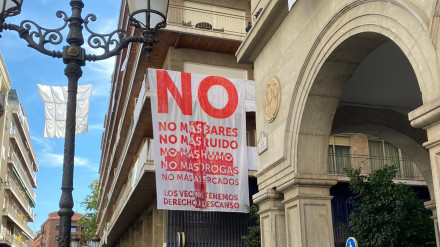 NO
NO MÁS BARES
NO MÁS RUIDO
NO MÁS HUMO
NO MÁS DROGAS
NO MÁS MERCADOS
LOS VECINOS TENEMOS
DERECHO AL DESCANSO